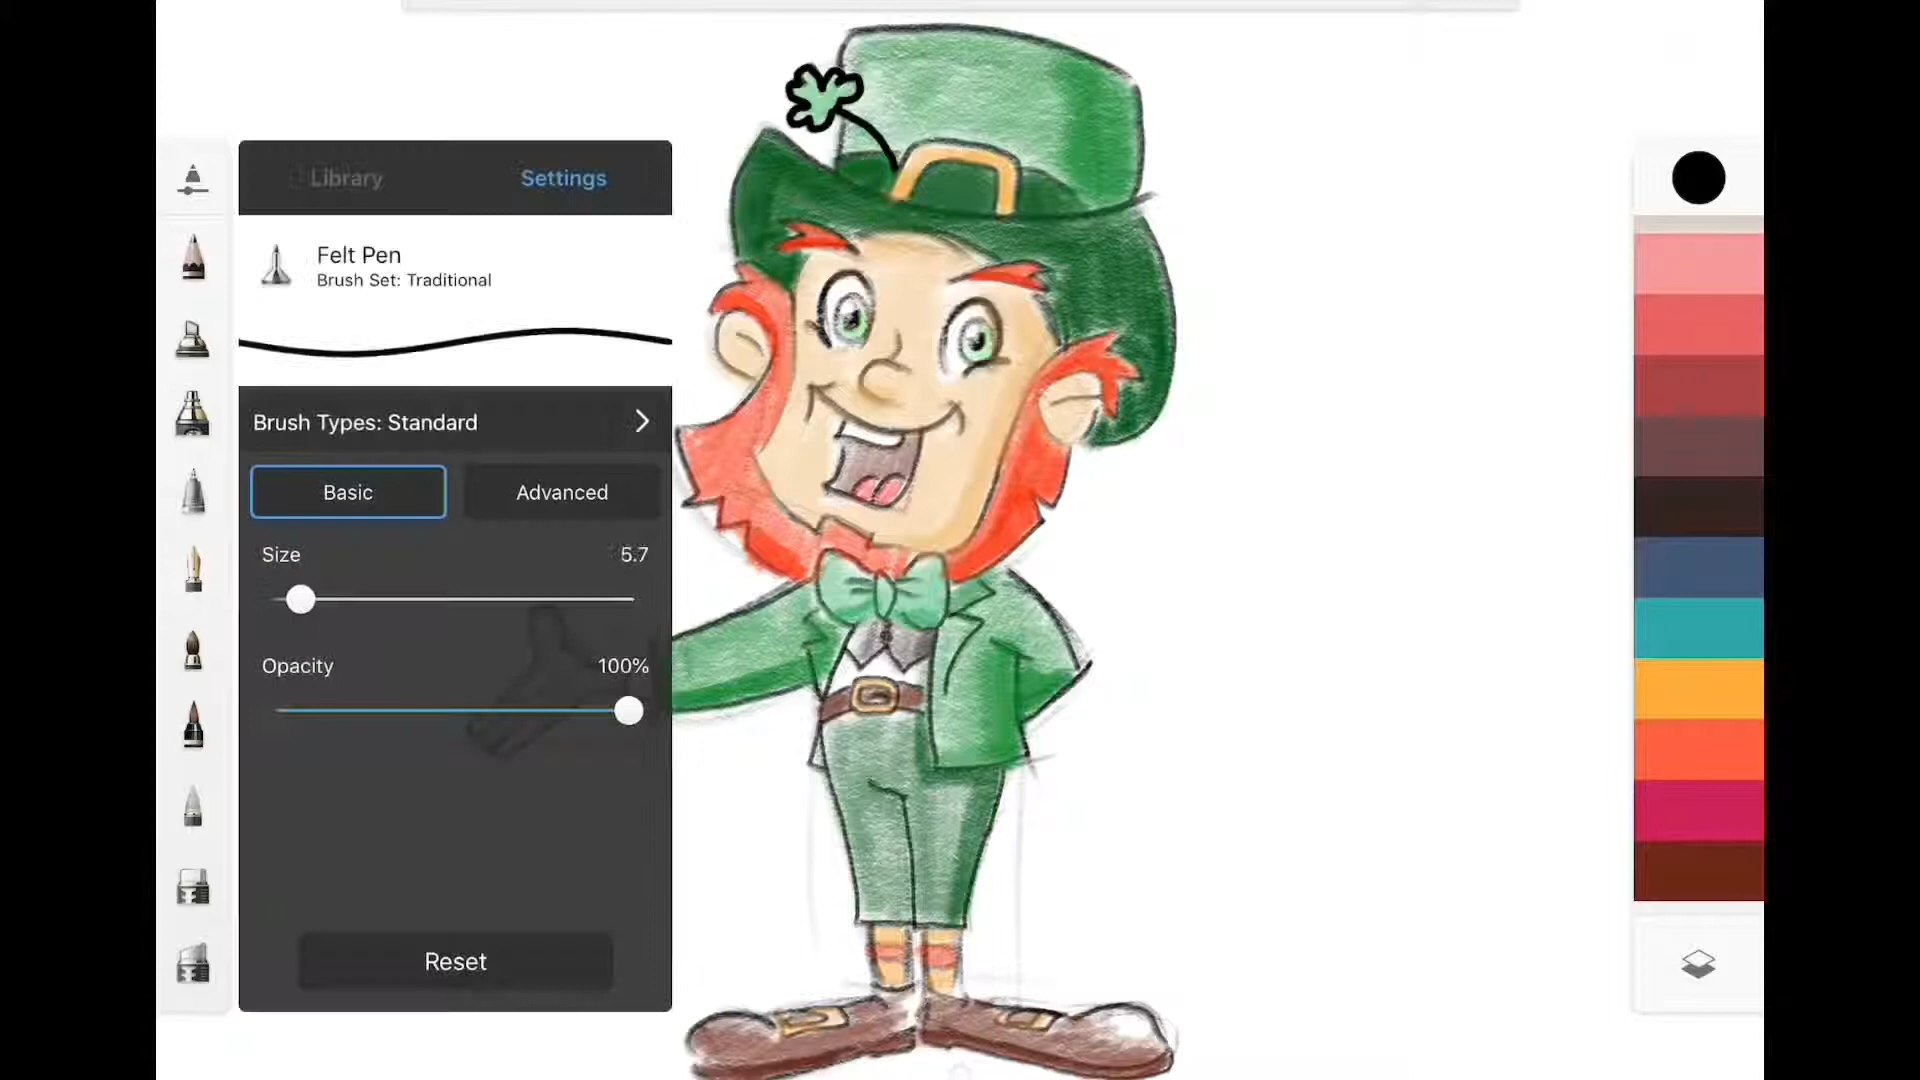 Library
Settings
Felt Pen
Brush Set: Traditional
Brush Types: Standard
Basic
Advanced
Size
5.7
Opacity
100%
Reset